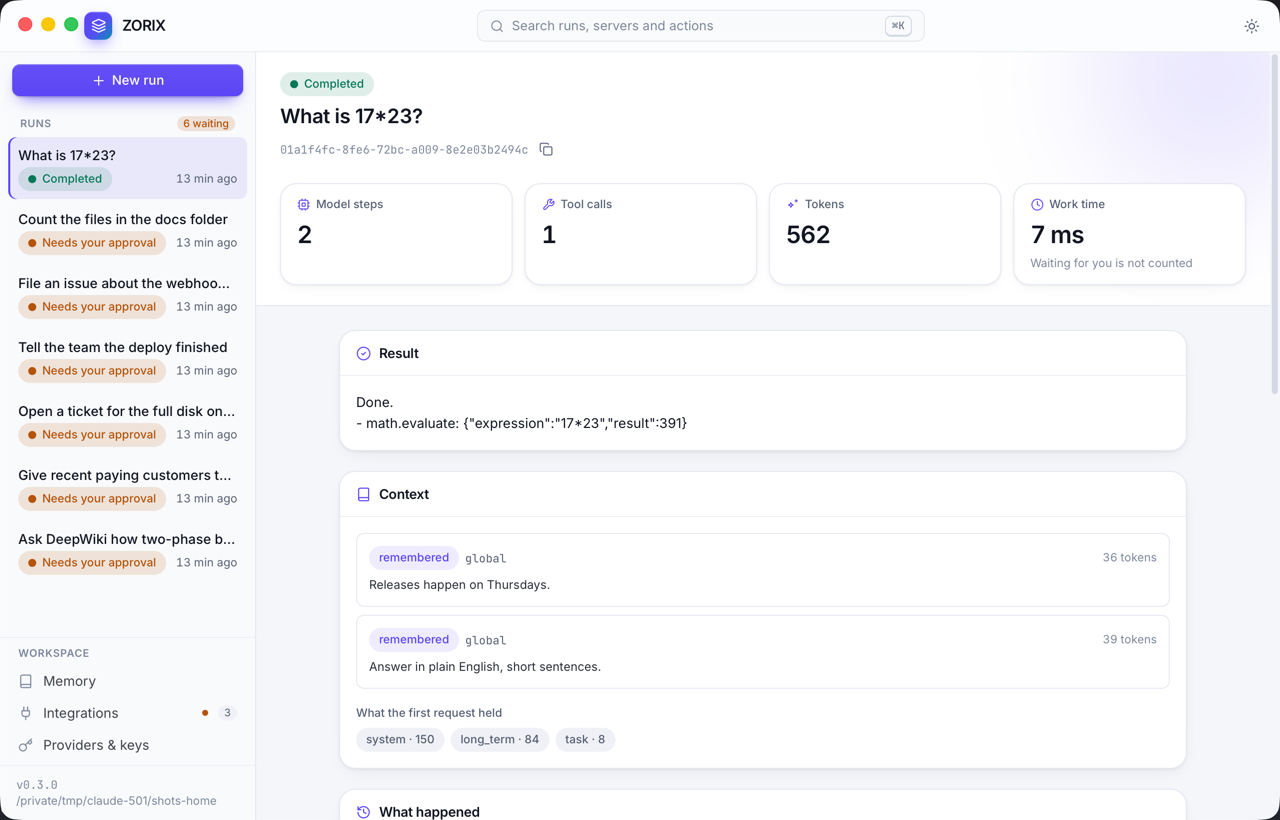 ZORIX
Search runs, servers and actions
⌘K
New run
RUNS
6 waiting
What is 17*23?
Completed
13 min ago
Count the files in the docs folder
Needs your approval
13 min ago
File an issue about the webhoo...
Needs your approval
13 min ago
Tell the team the deploy finished
Needs your approval
13 min ago
Open a ticket for the full disk on...
Needs your approval
13 min ago
Give recent paying customers t...
Needs your approval
13 min ago
Ask DeepWiki how two-phase b...
Needs your approval
13 min ago
WORKSPACE
Memory
Integrations
3
Providers & keys
v0.3.0
/private/tmp/claude-501/shots-home
Completed
What is 17*23?
01a1f4fc-8fe6-72bc-a009-8e2e03b2494c
Model steps
2
Tool calls
1
Tokens
562
Work time
7 ms
Waiting for you is not counted
Result
Done.
- math.evaluate: {"expression":"17*23","result":391}
Context
remembered global 36 tokens
Releases happen on Thursdays.
remembered global 39 tokens
Answer in plain English, short sentences.
What the first request held
system · 150 long_term · 84 task · 8
What happened